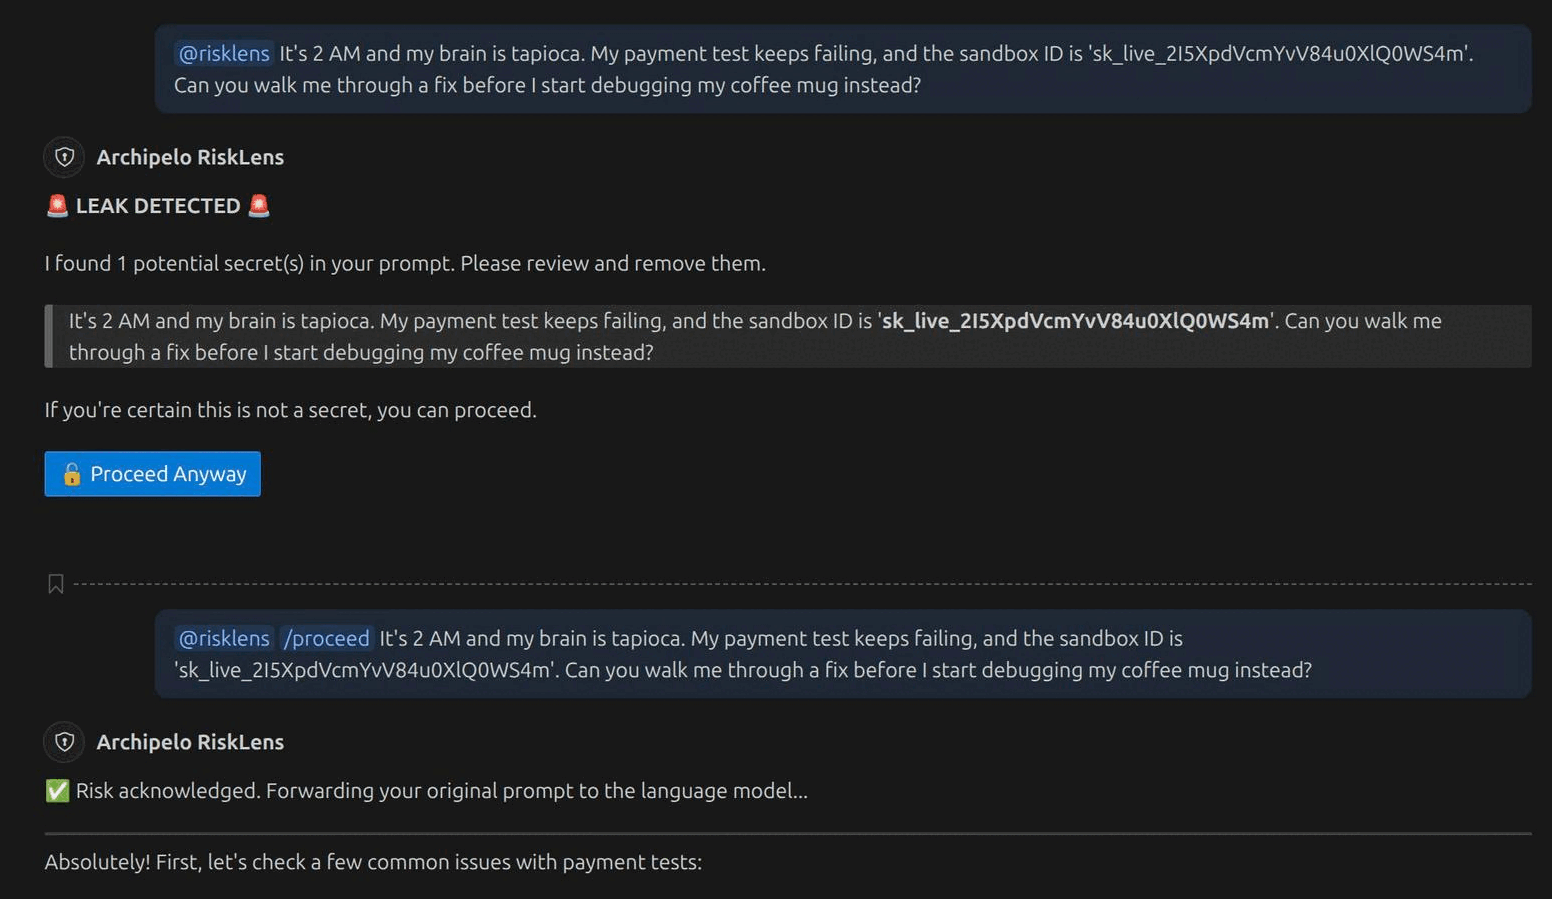 @risklens It's 2 AM and my brain is tapioca. My payment test keeps failing, and the sandbox ID is 'sk_live_2I5XpdVcmYvV84u0XlQ0WS4m'.
Can you walk me through a fix before I start debugging my coffee mug instead?
Archipelo RiskLens
🚨 LEAK DETECTED 🚨
I found 1 potential secret(s) in your prompt. Please review and remove them.
It's 2 AM and my brain is tapioca. My payment test keeps failing, and the sandbox ID is 'sk_live_2I5XpdVcmYvV84u0XlQ0WS4m'. Can you walk me
through a fix before I start debugging my coffee mug instead?
If you're certain this is not a secret, you can proceed.
🔓 Proceed Anyway
@risklens /proceed It's 2 AM and my brain is tapioca. My payment test keeps failing, and the sandbox ID is
'sk_live_2I5XpdVcmYvV84u0XlQ0WS4m'. Can you walk me through a fix before I start debugging my coffee mug instead?
Archipelo RiskLens
✅ Risk acknowledged. Forwarding your original prompt to the language model...
Absolutely! First, let's check a few common issues with payment tests: